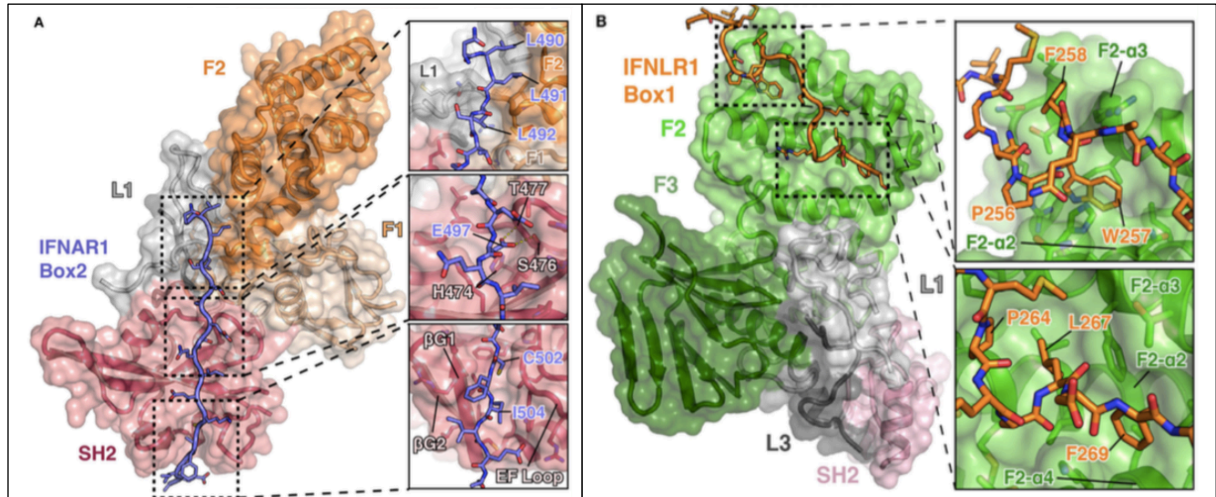 A
F2
L1
IFNAR1
Box2
F1
SH2
L490
L1
F2
L491
L492
F1
T477
E497
S476
H474
βG1
C502
I504
βG2
EF Loop
B
IFNLR1
Box1
F2
F3
L1
L3
SH2
F258
F2-α3
P256
W257
F2-α2
F2-α3
P264
L267
F2-α2
F269
F2-α4